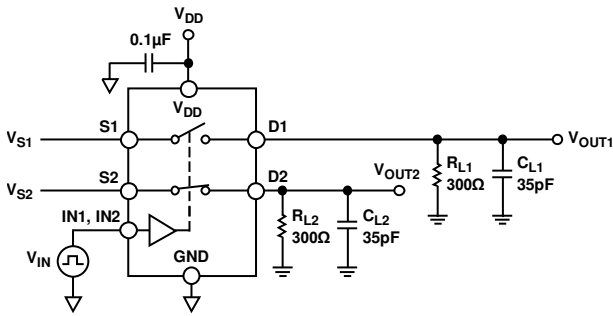 VDD
0.1µF
VDD
S1
D1
VS1
VOUT1
RL1
300Ω
CL1
35pF
S2
D2
VS2
VOUT2
RL2
300Ω
CL2
35pF
IN1, IN2
VIN
GND